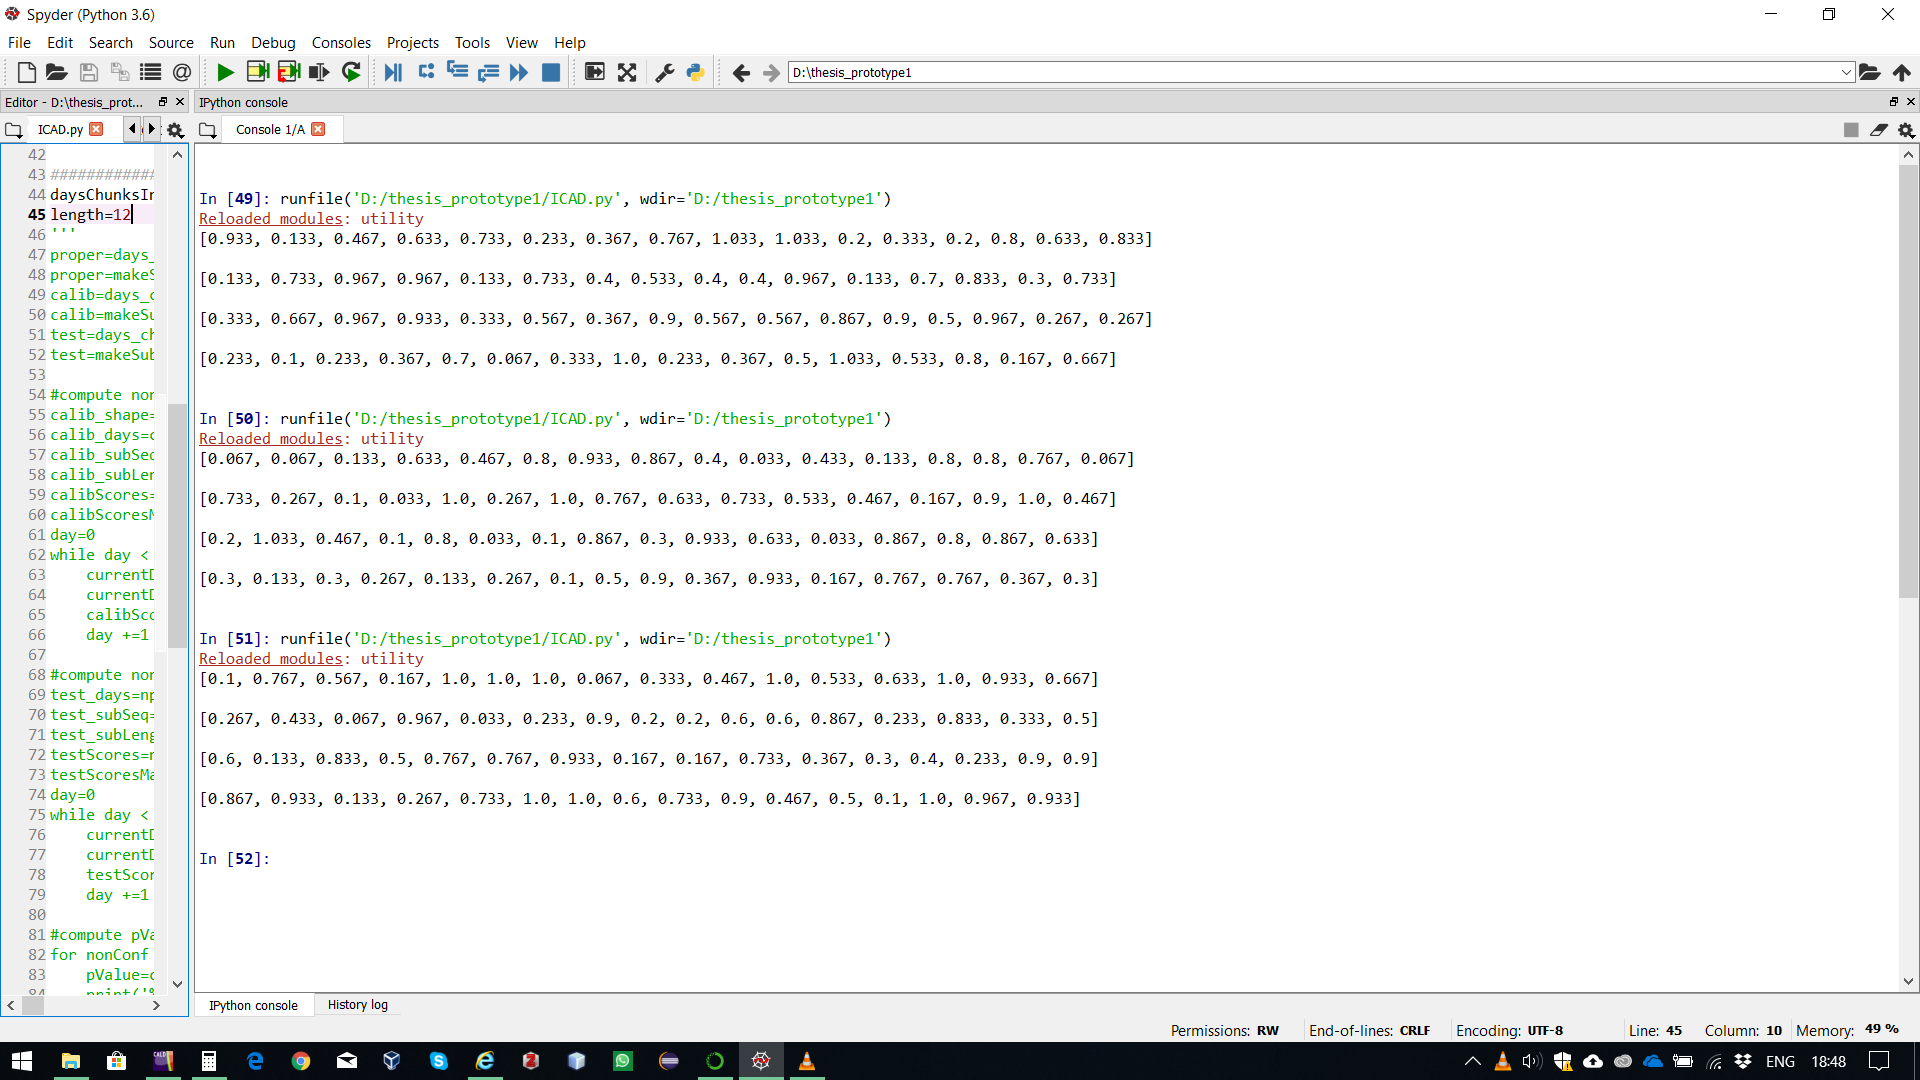 Spyder (Python 3.6)
File Edit Search Source Run Debug Consoles Projects Tools View Help
D:\thesis_prototype1
Editor - D:\thesis_prot...
IPython console
ICAD.py
Console 1/A
42
43 ############
44 daysChunksIn
45 length=12
46 '''
47 proper=days_
48 proper=makeS
49 calib=days_c
50 calib=makeSu
51 test=days_ch
52 test=makeSub
53
54 #compute non
55 calib_shape=
56 calib_days=c
57 calib_subSeq
58 calib_subLen
59 calibScores=
60 calibScoresM
61 day=0
62 while day <
63 currentD
64 currentD
65 calibSco
66 day +=1
67
68 #compute non
69 test_days=np
70 test_subSeq=
71 test_subLeng
72 testScores=n
73 testScoresMa
74 day=0
75 while day <
76 currentD
77 currentD
78 testScor
79 day +=1
80
81 #compute pVa
82 for nonConf
83 pValue=c
84 print('%
In [49]: runfile('D:/thesis_prototype1/ICAD.py', wdir='D:/thesis_prototype1')
Reloaded modules: utility
[0.933, 0.133, 0.467, 0.633, 0.733, 0.233, 0.367, 0.767, 1.033, 1.033, 0.2, 0.333, 0.2, 0.8, 0.633, 0.833]
[0.133, 0.733, 0.967, 0.967, 0.133, 0.733, 0.4, 0.533, 0.4, 0.4, 0.967, 0.133, 0.7, 0.833, 0.3, 0.733]
[0.333, 0.667, 0.967, 0.933, 0.333, 0.567, 0.367, 0.9, 0.567, 0.567, 0.867, 0.9, 0.5, 0.967, 0.267, 0.267]
[0.233, 0.1, 0.233, 0.367, 0.7, 0.067, 0.333, 1.0, 0.233, 0.367, 0.5, 1.033, 0.533, 0.8, 0.167, 0.667]
In [50]: runfile('D:/thesis_prototype1/ICAD.py', wdir='D:/thesis_prototype1')
Reloaded modules: utility
[0.067, 0.067, 0.133, 0.633, 0.467, 0.8, 0.933, 0.867, 0.4, 0.033, 0.433, 0.133, 0.8, 0.8, 0.767, 0.067]
[0.733, 0.267, 0.1, 0.033, 1.0, 0.267, 1.0, 0.767, 0.633, 0.733, 0.533, 0.467, 0.167, 0.9, 1.0, 0.467]
[0.2, 1.033, 0.467, 0.1, 0.8, 0.033, 0.1, 0.867, 0.3, 0.933, 0.633, 0.033, 0.867, 0.8, 0.867, 0.633]
[0.3, 0.133, 0.3, 0.267, 0.133, 0.267, 0.1, 0.5, 0.9, 0.367, 0.933, 0.167, 0.767, 0.767, 0.367, 0.3]
In [51]: runfile('D:/thesis_prototype1/ICAD.py', wdir='D:/thesis_prototype1')
Reloaded modules: utility
[0.1, 0.767, 0.567, 0.167, 1.0, 1.0, 1.0, 0.067, 0.333, 0.467, 1.0, 0.533, 0.633, 1.0, 0.933, 0.667]
[0.267, 0.433, 0.067, 0.967, 0.033, 0.233, 0.9, 0.2, 0.2, 0.6, 0.6, 0.867, 0.233, 0.833, 0.333, 0.5]
[0.6, 0.133, 0.833, 0.5, 0.767, 0.767, 0.933, 0.167, 0.167, 0.733, 0.367, 0.3, 0.4, 0.233, 0.9, 0.9]
[0.867, 0.933, 0.133, 0.267, 0.733, 1.0, 1.0, 0.6, 0.733, 0.9, 0.467, 0.5, 0.1, 1.0, 0.967, 0.933]
In [52]:
IPython console History log
Permissions: RW End-of-lines: CRLF Encoding: UTF-8 Line: 45 Column: 10 Memory: 49 %
ENG 18:48